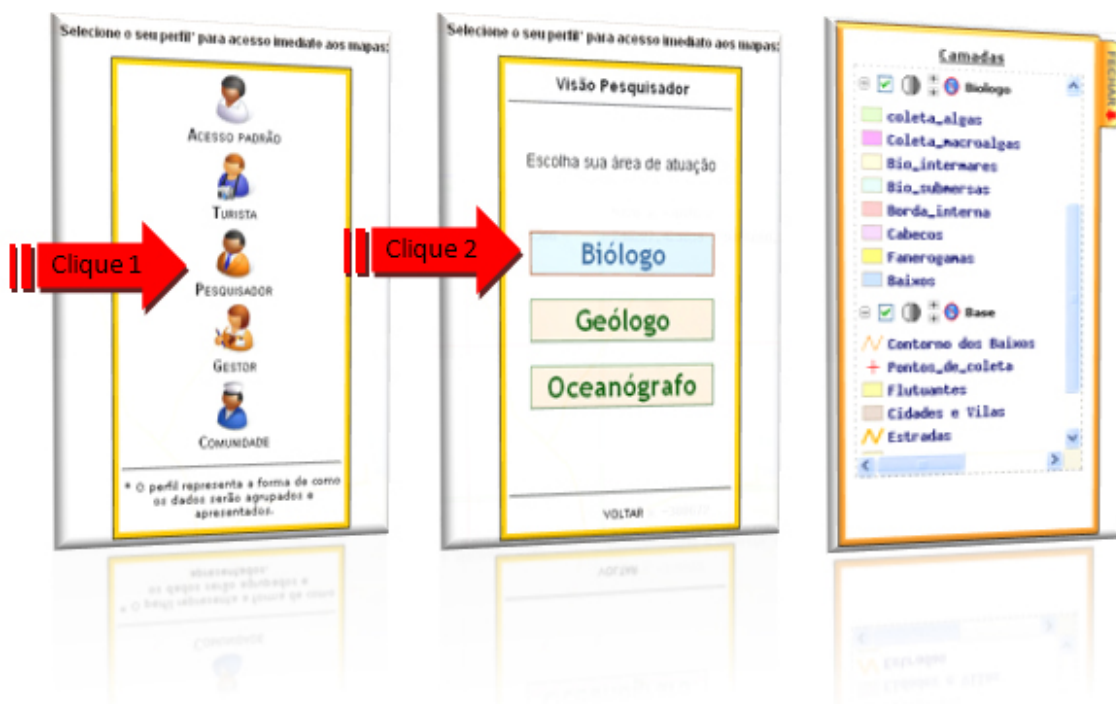 Selecione o seu perfil* para acesso imediato aos mapas:
ACESSO PADRÃO
TURISTA
Clique 1
PESQUISADOR
GESTOR
COMUNIDADE
* O perfil representa a forma de como
os dados serão agrupados e
apresentados.
Selecione o seu perfil* para acesso imediato aos mapas:
Visão Pesquisador
Escolha sua área de atuação
Clique 2
Biólogo
Geólogo
Oceanógrafo
VOLTAR
Camadas
FECHAR
Biologo
coleta_algas
Coleta_macroalgas
Bio_intermares
Bio_submersas
Borda_interna
Cabecos
Fanerogamas
Baixos
Base
Contorno dos Baixos
Pontos_de_coleta
Flutuantes
Cidades e Vilas
Estradas